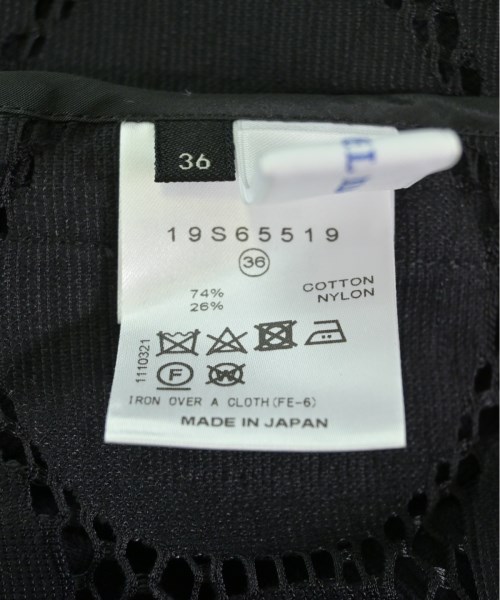 36
19S65519
36
74% COTTON
26% NYLON
1110321
F W
IRON OVER A CLOTH(FE-6)
MADE IN JAPAN